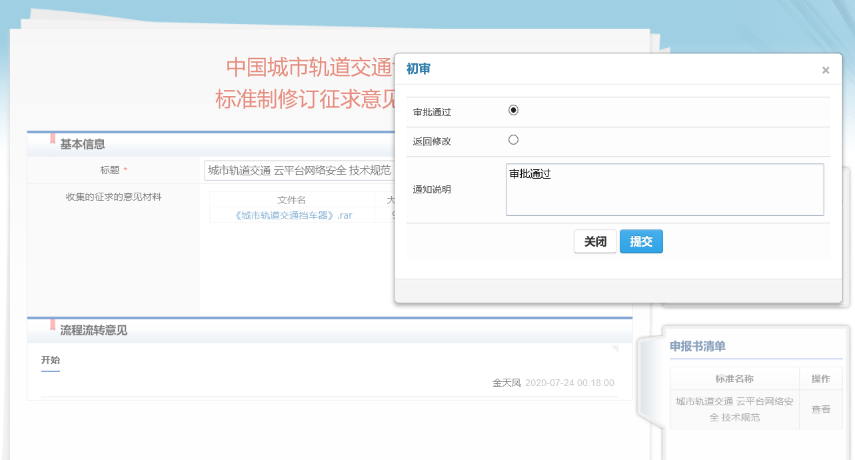 中国城市轨道交通
标准制修订征求意见
基本信息
标题 *
城市轨道交通 云平台网络安全 技术规范
收集的征求的意见材料
文件名
《城市轨道交通挡车器》.rar
流程流转意见
开始
金天凤 2020-07-24 00:18:00
初审
×
审批通过
返回修改
通知说明
审批通过
关闭
提交
申报书清单
标准名称 操作
城市轨道交通 云平台网络安
全 技术规范
查看